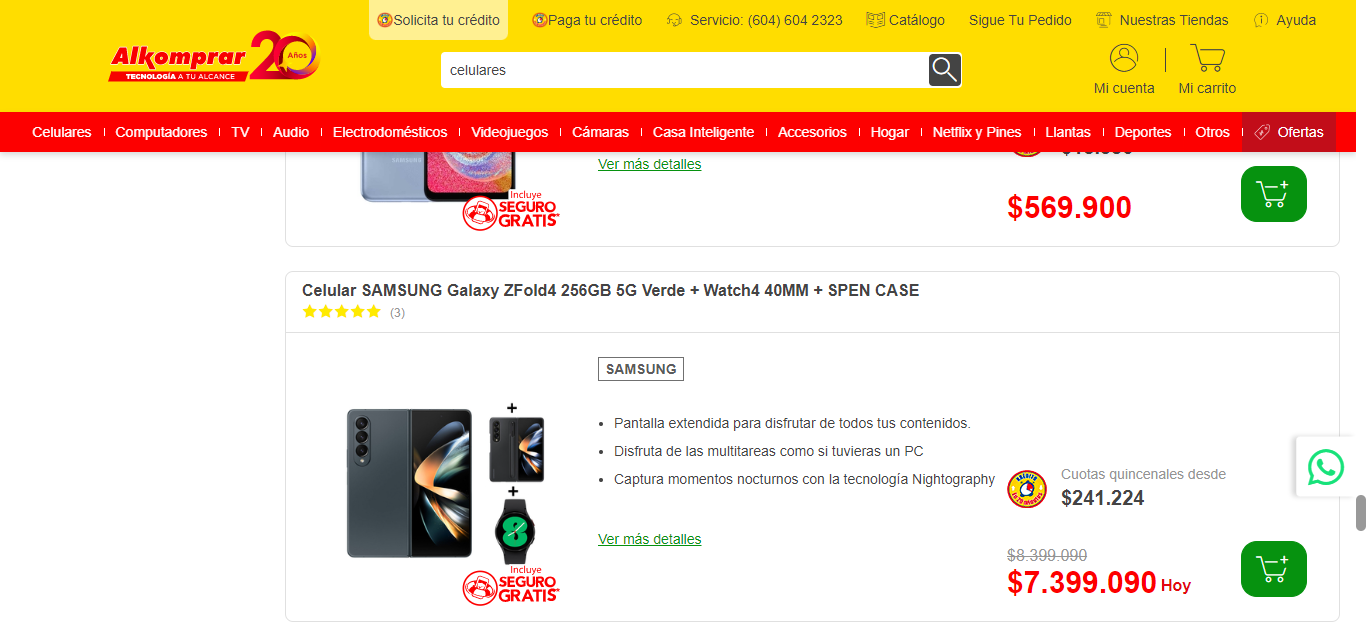 Solicita tu crédito
Paga tu crédito
Servicio: (604) 604 2323
Catálogo
Sigue Tu Pedido
Nuestras Tiendas
Ayuda
Alkomprar
TECNOLOGÍA A TU ALCANCE
20 Años
celulares
Mi cuenta
Mi carrito
Celulares
Computadores
TV
Audio
Electrodomésticos
Videojuegos
Cámaras
Casa Inteligente
Accesorios
Hogar
Netflix y Pines
Llantas
Deportes
Otros
Ofertas
SAMSUNG
Incluye
SEGURO
GRATIS*
Ver más detalles
$569.900
Celular SAMSUNG Galaxy ZFold4 256GB 5G Verde + Watch4 40MM + SPEN CASE
(3)
SAMSUNG
+
+
Incluye
SEGURO
GRATIS*
• Pantalla extendida para disfrutar de todos tus contenidos.
• Disfruta de las multitareas como si tuvieras un PC
• Captura momentos nocturnos con la tecnología Nightography
Ver más detalles
Cuotas quincenales desde
$241.224
$8.399.090
$7.399.090 Hoy